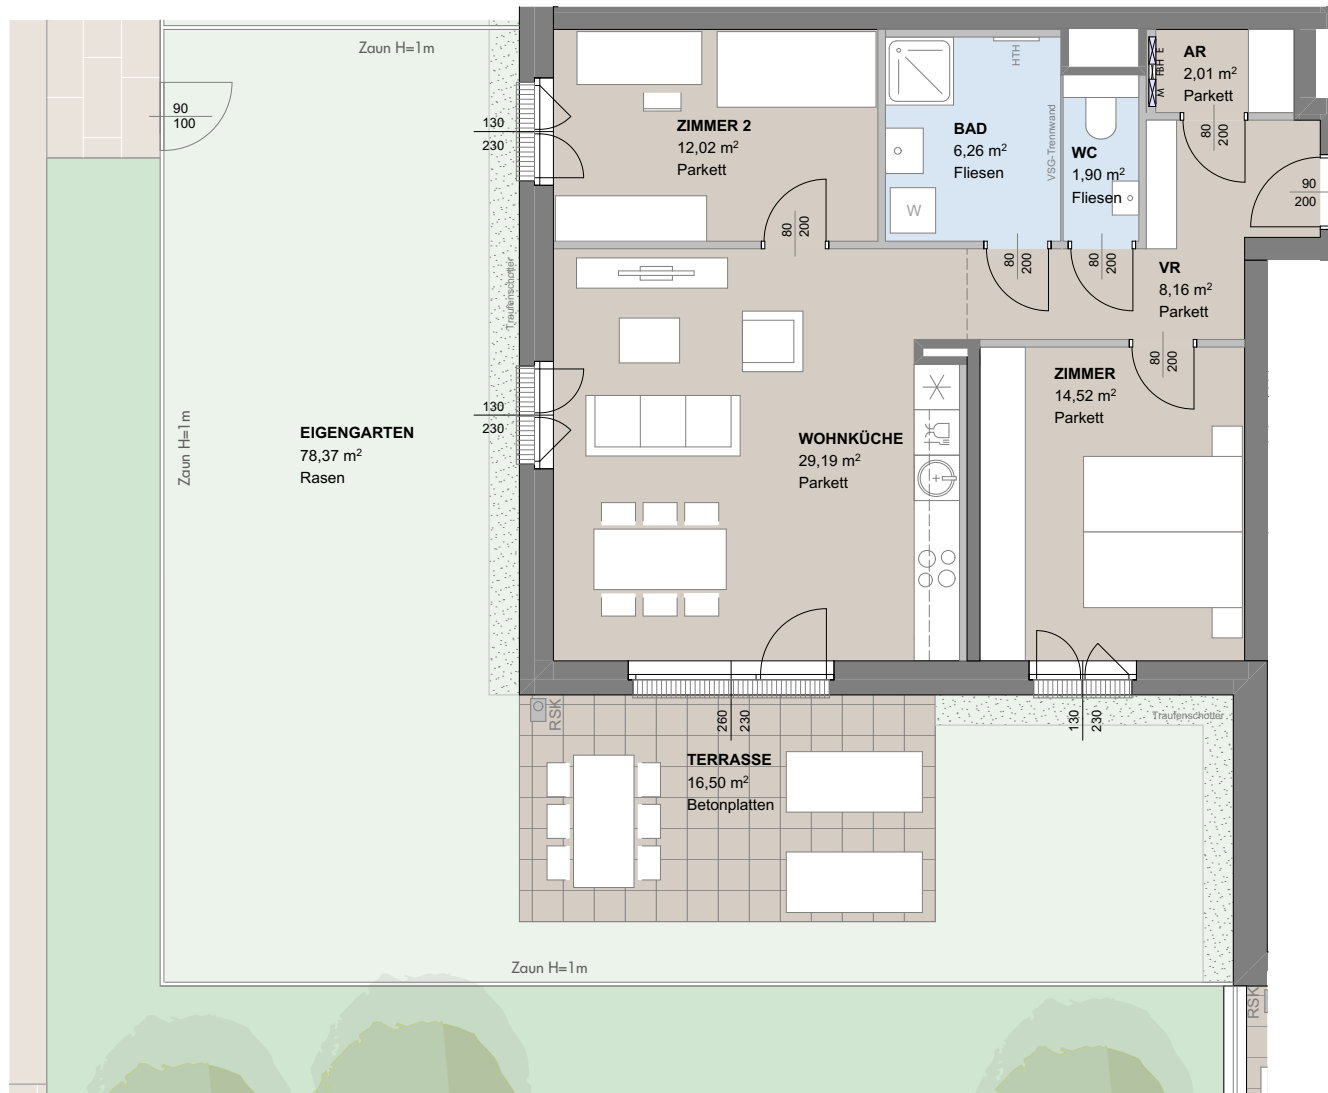 Zaun H=1m
90
100
130
230
ZIMMER 2
12,02 m²
Parkett
80
200
BAD
6,26 m²
Fliesen
HTH
VSG-Trennwand
W
WC
1,90 m²
Fliesen
AR
2,01 m²
Parkett
E
FBH
W
80
200
90
200
80
200
80
200
VR
8,16 m²
Parkett
80
200
Traufenschotter
ZIMMER
14,52 m²
Parkett
130
230
Zaun H=1m
EIGENGARTEN
78,37 m²
Rasen
WOHNKÜCHE
29,19 m²
Parkett
RSK
260
230
130
230
Traufenschotter
TERRASSE
16,50 m²
Betonplatten
Zaun H=1m
RSK